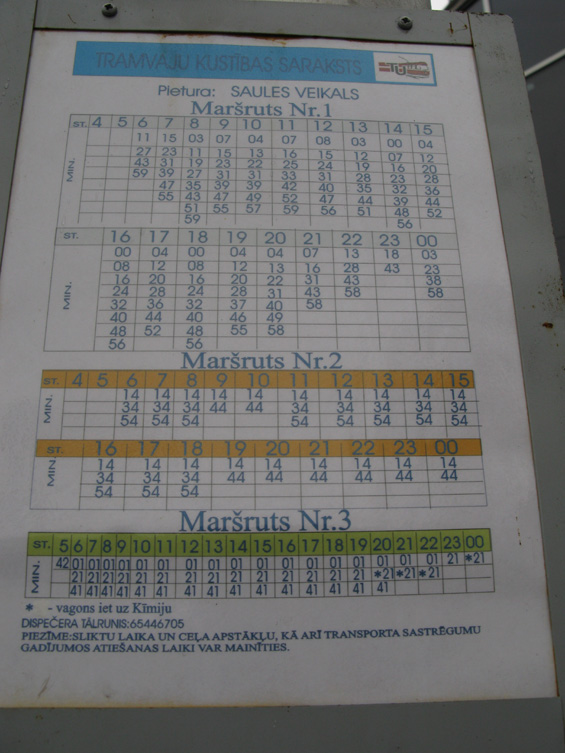 TRAMVAJU KUSTĪBAS SARAKSTS
Pietura: SAULES VEIKALS
Maršruts Nr.1
ST. 4 5 6 7 8 9 10 11 12 13 14 15
MIN.
11 15 03 07 04 07 08 03 00 04
27 23 11 15 13 16 15 12 07 12
43 31 19 23 22 25 24 19 16 20
59 39 27 31 31 33 31 28 23 28
47 35 39 39 42 40 35 32 36
55 43 47 49 52 47 44 39 44
51 55 57 59 56 51 48 52
59 56
ST. 16 17 18 19 20 21 22 23 00
MIN.
00 04 00 04 04 07 13 18 03
08 12 08 12 13 16 28 43 23
16 20 16 20 22 31 43 38
24 28 24 28 31 43 58 58
32 36 32 37 40 58
40 44 40 46 49
48 52 48 55 58
56 56
Maršruts Nr.2
ST. 4 5 6 7 8 9 10 11 12 13 14 15
MIN.
14 14 14 14 14 14 14 14 14 14
34 34 34 44 44 34 34 34 34 34
54 54 54 54 54 54 54 54
ST. 16 17 18 19 20 21 22 23 00
MIN.
14 14 14 14 14 14 14 14 14
34 34 34 44 44 44 44 44 44
54 54 54
Maršruts Nr.3
ST. 5 6 7 8 9 10 11 12 13 14 15 16 17 18 19 20 21 22 23 00
MIN.
42 01 01 01 01 01 01 01 01 01 01 01 01 01 01 01 01 01 21 *21
21 21 21 21 21 21 21 21 21 21 21 21 21 21 *21 *21 *21
41 41 41 41 41 41 41 41 41 41 41 41 41 41 41
* - vagons iet uz Ķīmiju
DISPEČERA TĀLRUNIS:65446705
PIEZĪME:SLIKTU LAIKA UN CEĻA APSTĀKĻU, KĀ ARĪ TRANSPORTA SASTRĒGUMU
GADĪJUMOS ATIEŠANAS LAIKI VAR MAINĪTIES.